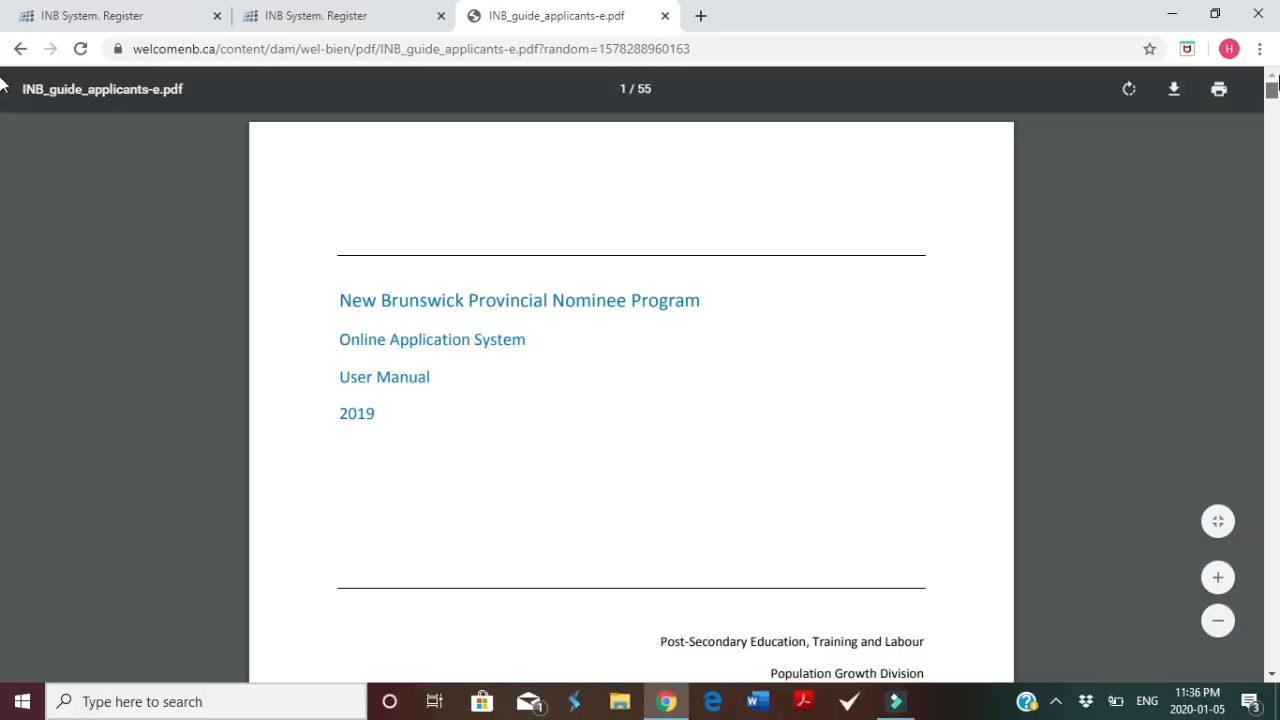 INB System. Register
INB System. Register
INB_guide_applicants-e.pdf
welcomenb.ca/content/dam/wel-bien/pdf/INB_guide_applicants-e.pdf?random=1578288960163
H
INB_guide_applicants-e.pdf
1 / 55
New Brunswick Provincial Nominee Program
Online Application System
User Manual
2019
Post-Secondary Education, Training and Labour
Population Growth Division
Type here to search
1
ENG
11:36 PM
2020-01-05
3